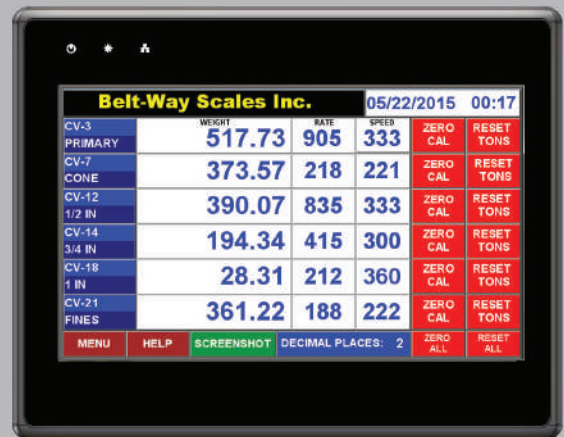 Belt-Way Scales Inc. 05/22/2015 00:17
WEIGHT RATE SPEED
CV-3 PRIMARY 517.73 905 333 ZERO CAL RESET TONS
CV-7 CONE 373.57 218 221 ZERO CAL RESET TONS
CV-12 1/2 IN 390.07 835 333 ZERO CAL RESET TONS
CV-14 3/4 IN 194.34 415 300 ZERO CAL RESET TONS
CV-18 1 IN 28.31 212 360 ZERO CAL RESET TONS
CV-21 FINES 361.22 188 222 ZERO CAL RESET TONS
MENU HELP SCREENSHOT DECIMAL PLACES: 2 ZERO ALL RESET ALL